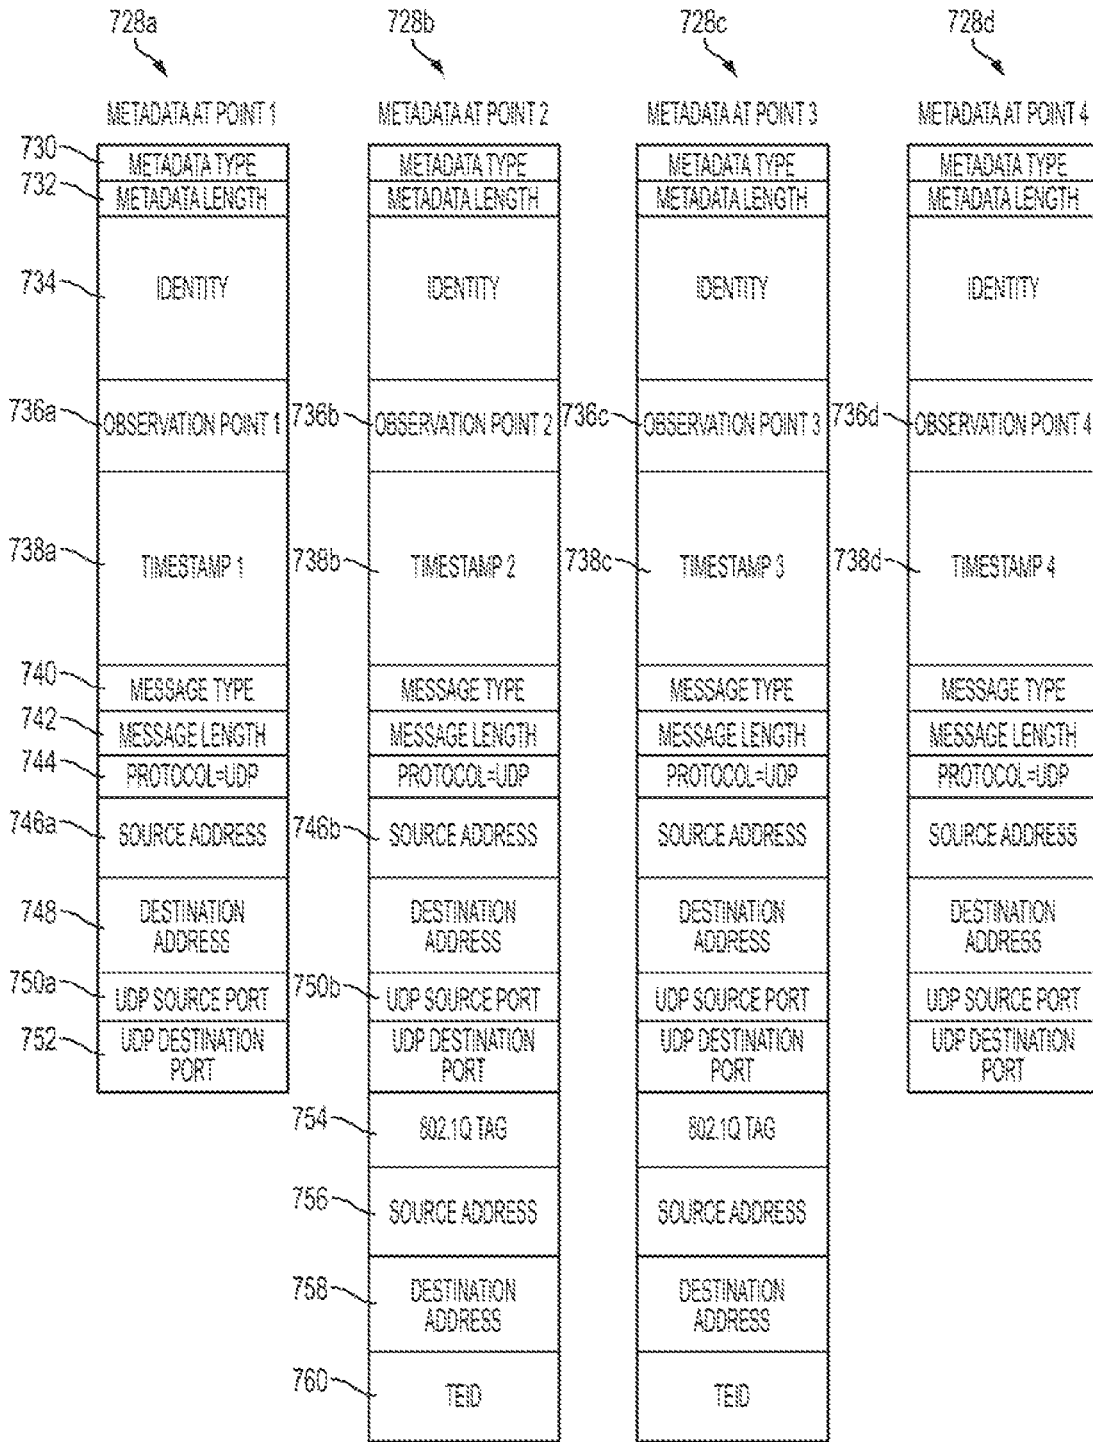 728a 728b 728c 728d
METADATA AT POINT 1 METADATA AT POINT 2 METADATA AT POINT 3 METADATA AT POINT 4
730 METADATA TYPE METADATA TYPE METADATA TYPE METADATA TYPE
732 METADATA LENGTH METADATA LENGTH METADATA LENGTH METADATA LENGTH
734 IDENTITY IDENTITY IDENTITY IDENTITY
736a OBSERVATION POINT 1 736b OBSERVATION POINT 2 736c OBSERVATION POINT 3 736d OBSERVATION POINT 4
738a TIMESTAMP 1 738b TIMESTAMP 2 738c TIMESTAMP 3 738d TIMESTAMP 4
740 MESSAGE TYPE MESSAGE TYPE MESSAGE TYPE MESSAGE TYPE
742 MESSAGE LENGTH MESSAGE LENGTH MESSAGE LENGTH MESSAGE LENGTH
744 PROTOCOL=UDP PROTOCOL=UDP PROTOCOL=UDP PROTOCOL=UDP
746a SOURCE ADDRESS 746b SOURCE ADDRESS SOURCE ADDRESS SOURCE ADDRESS
748 DESTINATION DESTINATION DESTINATION DESTINATION
ADDRESS ADDRESS ADDRESS ADDRESS
750a UDP SOURCE PORT 750b UDP SOURCE PORT UDP SOURCE PORT UDP SOURCE PORT
752 UDP DESTINATION UDP DESTINATION UDP DESTINATION UDP DESTINATION
PORT PORT PORT PORT
754 802.1Q TAG 802.1Q TAG
756 SOURCE ADDRESS SOURCE ADDRESS
758 DESTINATION DESTINATION
ADDRESS ADDRESS
760 TEID TEID